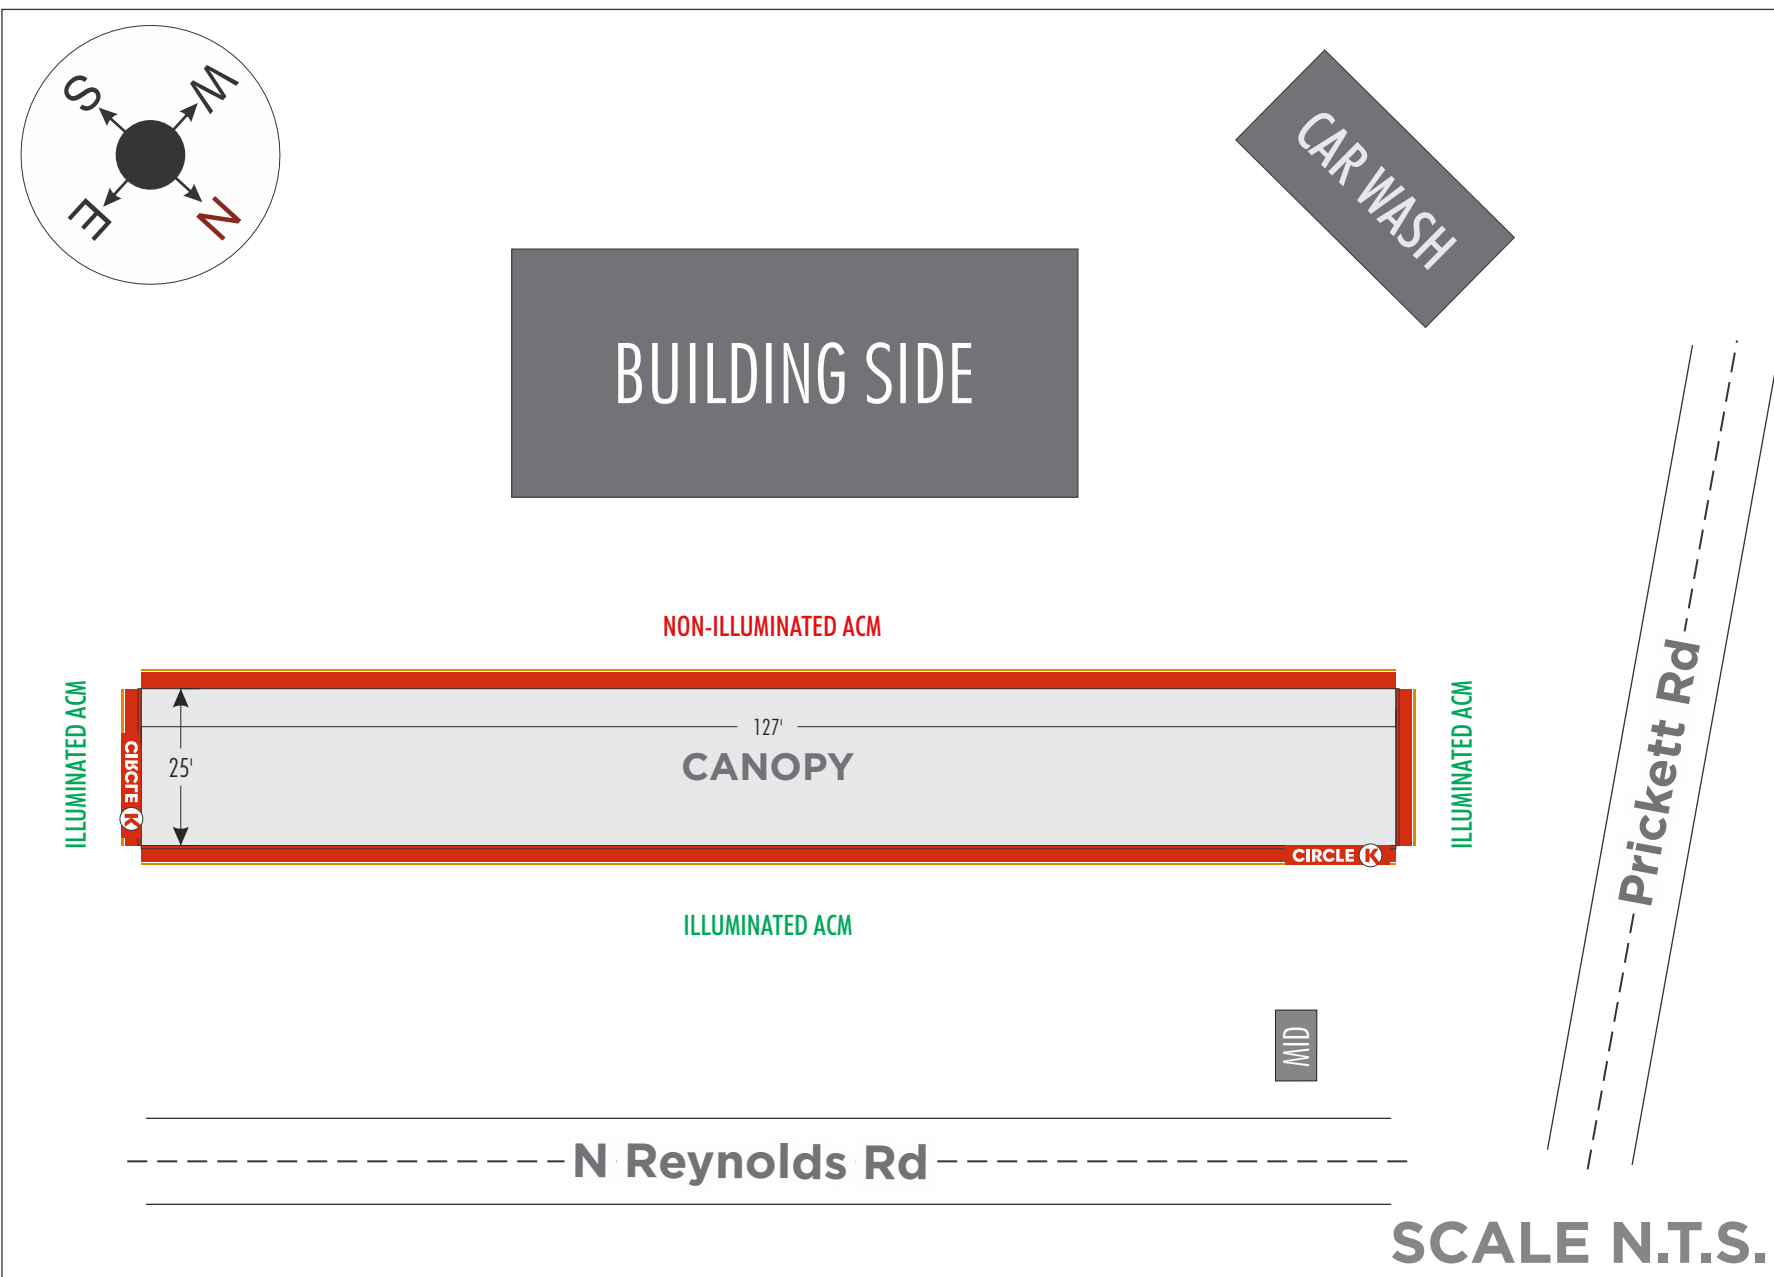 S
W
E
N
CAR WASH
BUILDING SIDE
NON-ILLUMINATED ACM
ILLUMINATED ACM
CIRCLE K
25'
127'
CANOPY
ILLUMINATED ACM
CIRCLE K
ILLUMINATED ACM
Prickett Rd
MID
N Reynolds Rd
SCALE N.T.S.